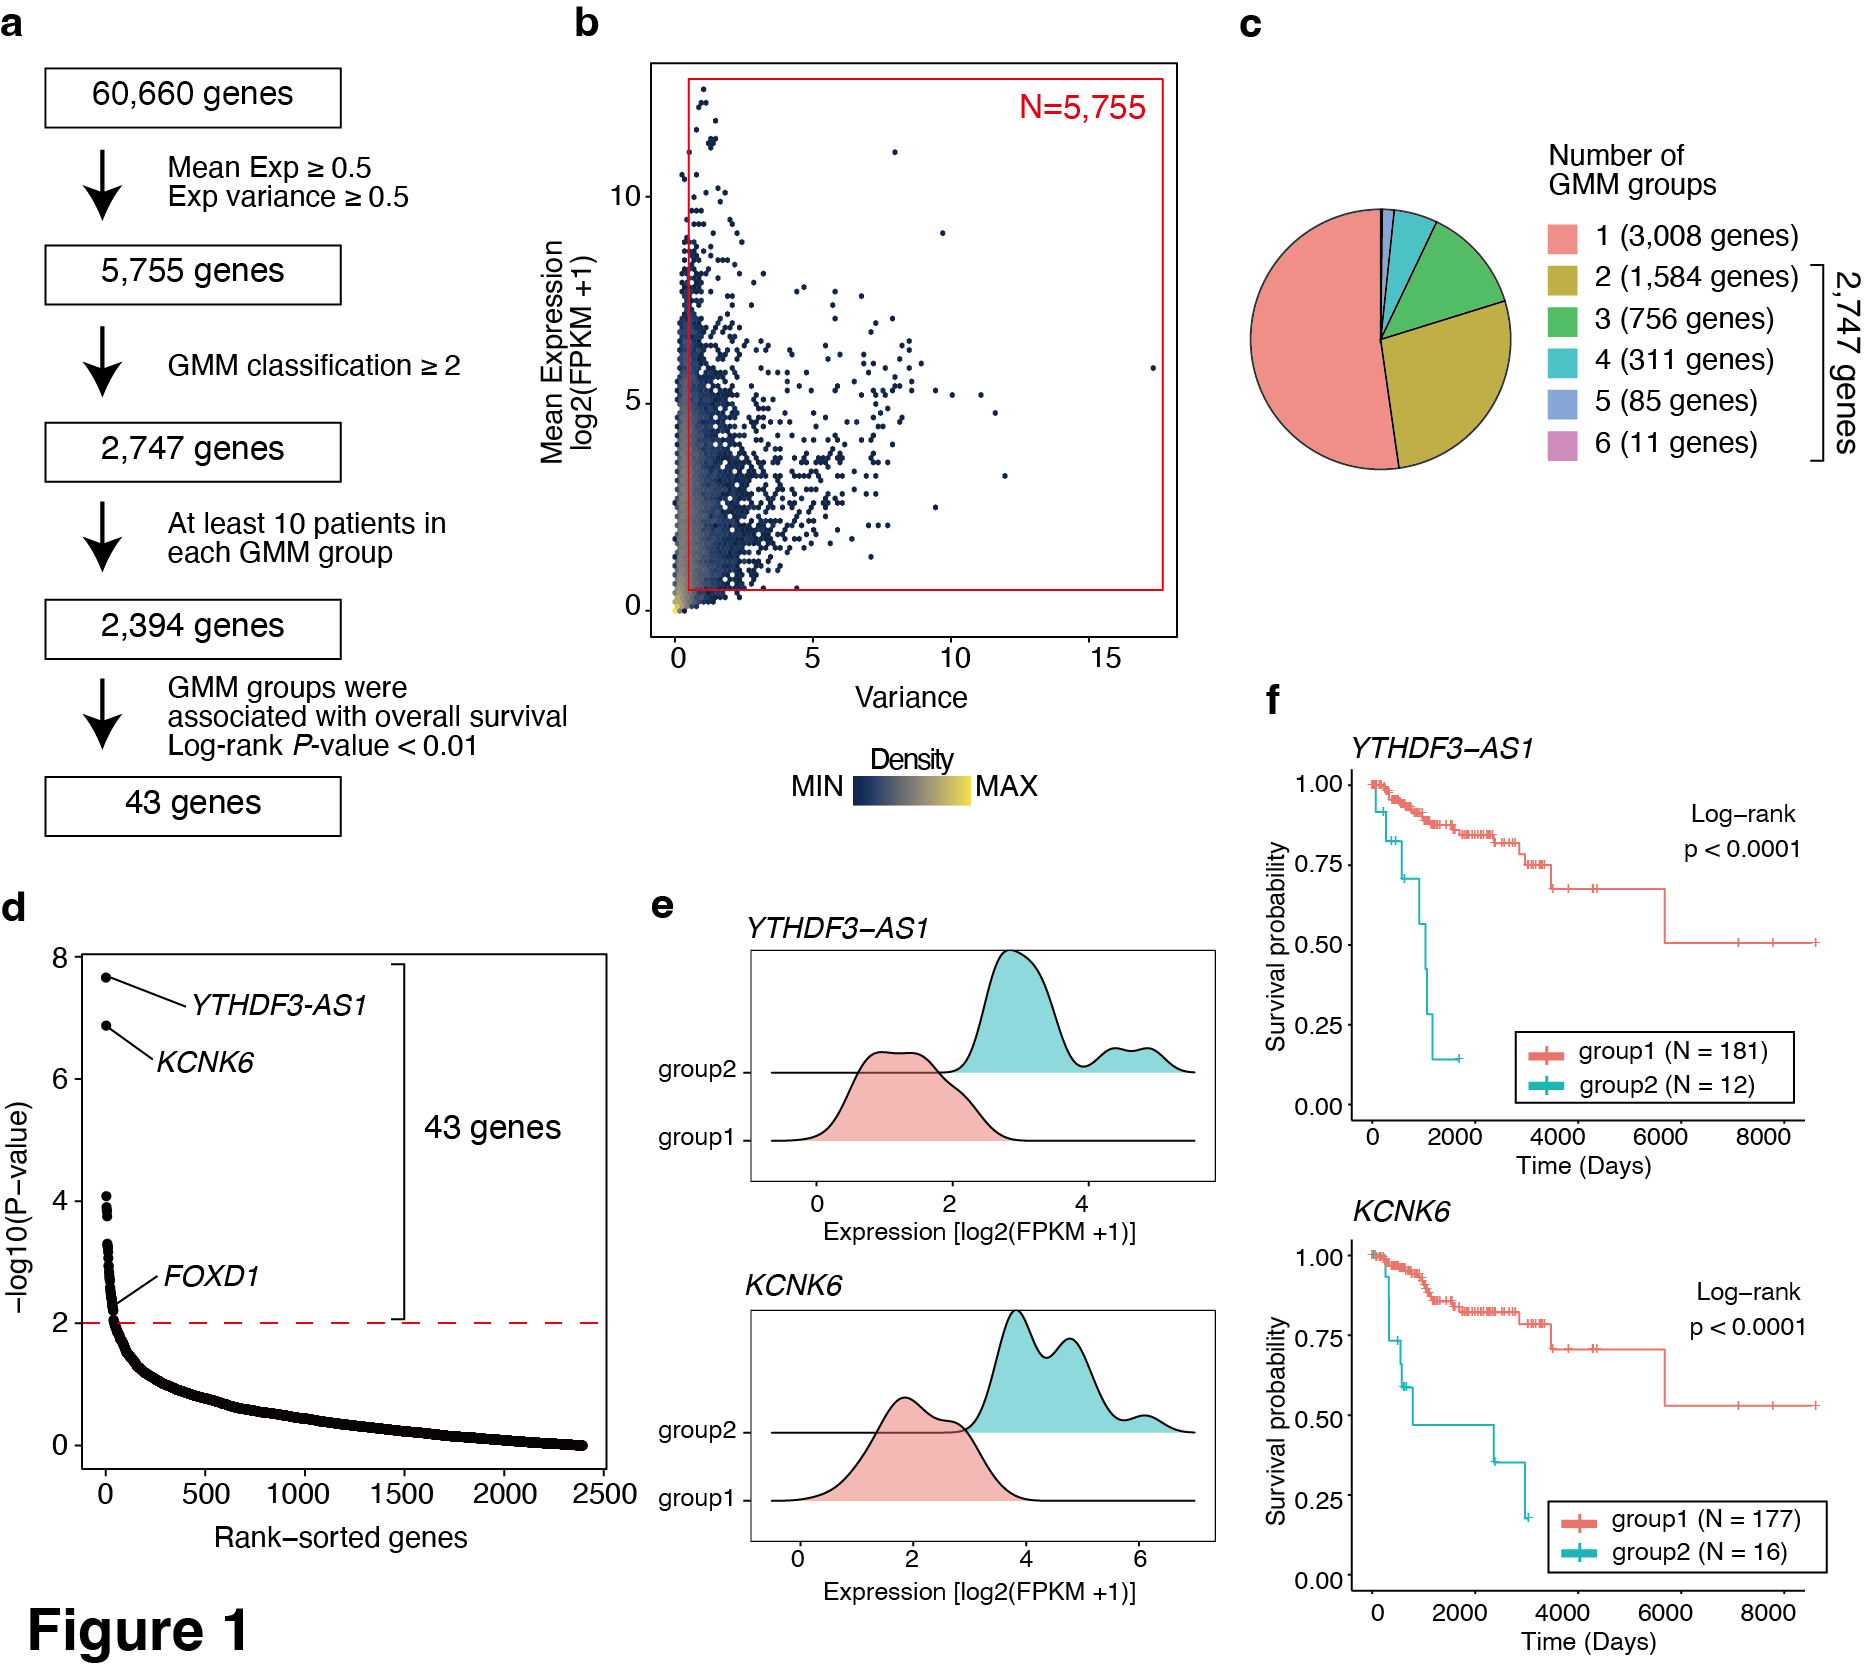 a
60,660 genes
Mean Exp ≥ 0.5
Exp variance ≥ 0.5
5,755 genes
GMM classification ≥ 2
2,747 genes
At least 10 patients in
each GMM group
2,394 genes
GMM groups were
associated with overall survival
Log-rank P-value < 0.01
43 genes
b
N=5,755
Mean Expression
log2(FPKM +1)
10
5
0
0 5 10 15
Variance
Density
MIN MAX
c
Number of
GMM groups
1 (3,008 genes)
2 (1,584 genes)
3 (756 genes)
4 (311 genes)
5 (85 genes)
6 (11 genes)
2,747 genes
d
−log10(P−value)
8
6
4
2
0
YTHDF3-AS1
KCNK6
FOXD1
43 genes
0 500 1000 1500 2000 2500
Rank−sorted genes
e
YTHDF3−AS1
group2
group1
0 2 4
Expression [log2(FPKM +1)]
KCNK6
group2
group1
0 2 4 6
Expression [log2(FPKM +1)]
f
YTHDF3−AS1
Survival probability
1.00
0.75
0.50
0.25
0.00
Log−rank
p < 0.0001
group1 (N = 181)
group2 (N = 12)
0 2000 4000 6000 8000
Time (Days)
KCNK6
Survival probability
1.00
0.75
0.50
0.25
0.00
Log−rank
p < 0.0001
group1 (N = 177)
group2 (N = 16)
0 2000 4000 6000 8000
Time (Days)
Figure 1